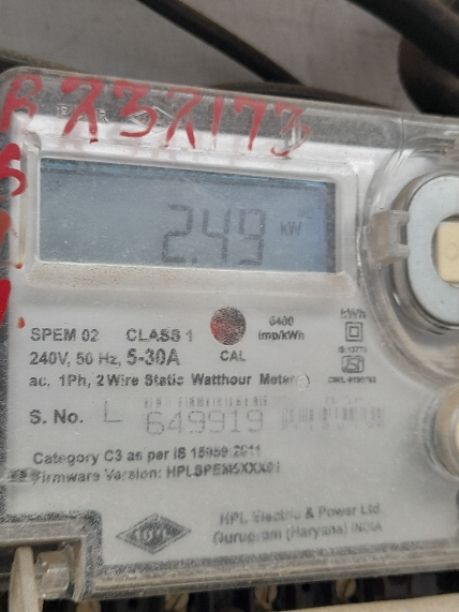 2.49 kW
SPEM 02 CLASS 1 6400 imp/kWh
240V, 50 Hz, 5-30A CAL
ac. 1Ph, 2 Wire Static Watthour Meter
S. No. L 649919
Category C3 as per IS 15959:2011
Firmware Version:
HPL
HPL Electric & Power Ltd.
Gurugram (Haryana) INDIA